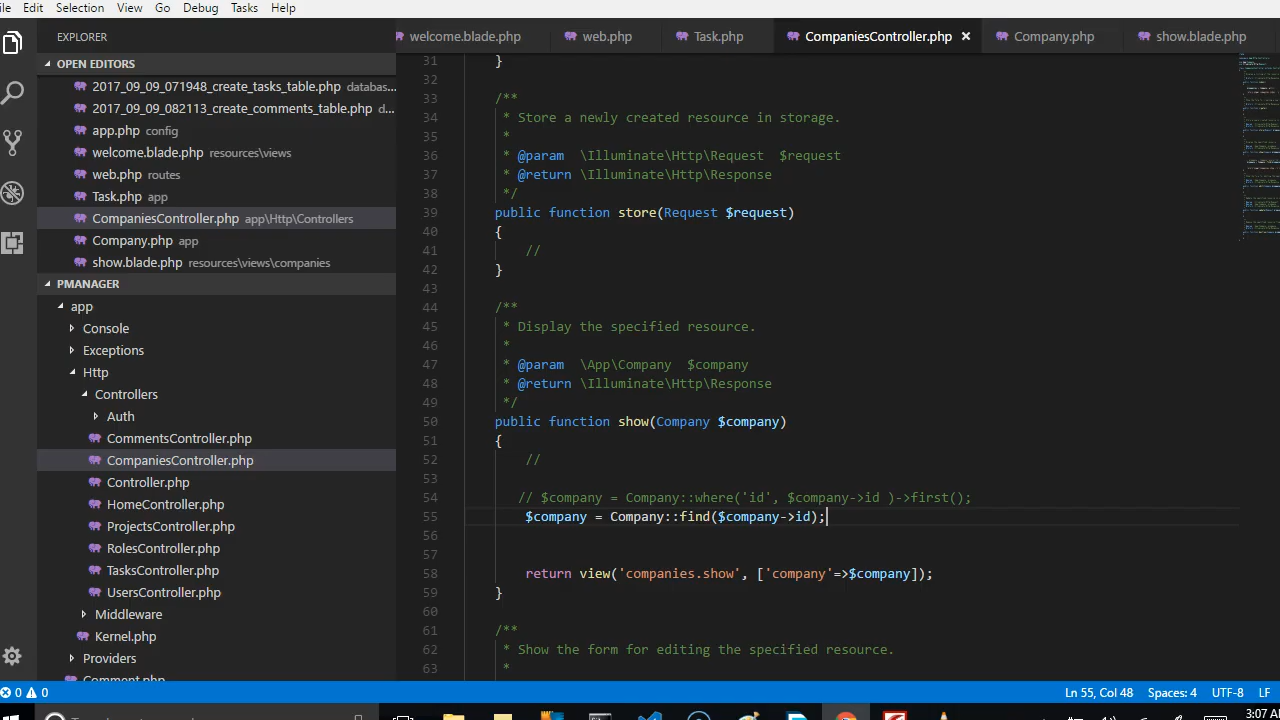 ile Edit Selection View Go Debug Tasks Help
EXPLORER
OPEN EDITORS
2017_09_09_071948_create_tasks_table.php databas...
2017_09_09_082113_create_comments_table.php d...
app.php config
welcome.blade.php resources\views
web.php routes
Task.php app
CompaniesController.php app\Http\Controllers
Company.php app
show.blade.php resources\views\companies
PMANAGER
app
Console
Exceptions
Http
Controllers
Auth
CommentsController.php
CompaniesController.php
Controller.php
HomeController.php
ProjectsController.php
RolesController.php
TasksController.php
UsersController.php
Middleware
Kernel.php
Providers
Comment.php
welcome.blade.php web.php Task.php CompaniesController.php × Company.php show.blade.php
31 }
32
33 /**
34 * Store a newly created resource in storage.
35 *
36 * @param \Illuminate\Http\Request $request
37 * @return \Illuminate\Http\Response
38 */
39 public function store(Request $request)
40 {
41 //
42 }
43
44 /**
45 * Display the specified resource.
46 *
47 * @param \App\Company $company
48 * @return \Illuminate\Http\Response
49 */
50 public function show(Company $company)
51 {
52 //
53
54 // $company = Company::where('id', $company->id )->first();
55 $company = Company::find($company->id);
56
57
58 return view('companies.show', ['company'=>$company]);
59 }
60
61 /**
62 * Show the form for editing the specified resource.
63 *
0 0 Ln 55, Col 48 Spaces: 4 UTF-8 LF
3:07 AM